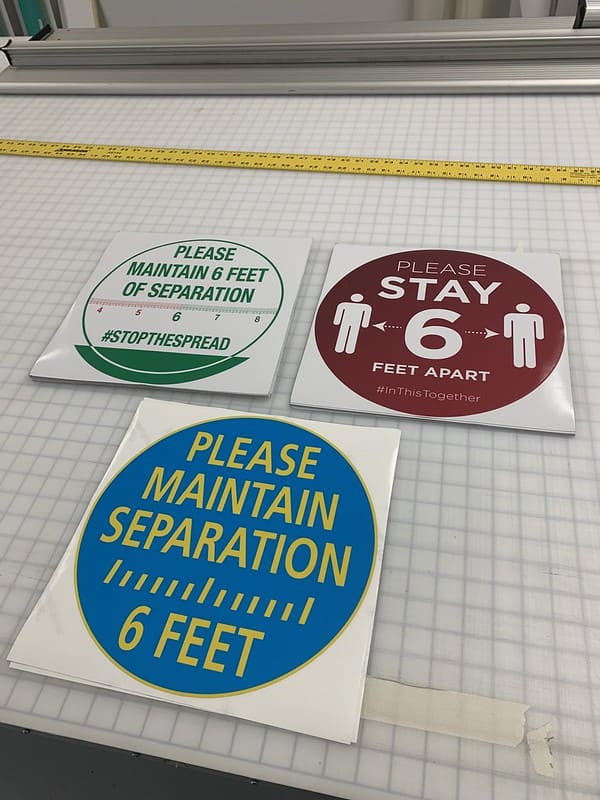 PLEASE
MAINTAIN 6 FEET
OF SEPARATION
4 5 6 7 8
#STOPTHESPREAD
PLEASE
STAY
6
FEET APART
#InThisTogether
PLEASE
MAINTAIN
SEPARATION
6 FEET